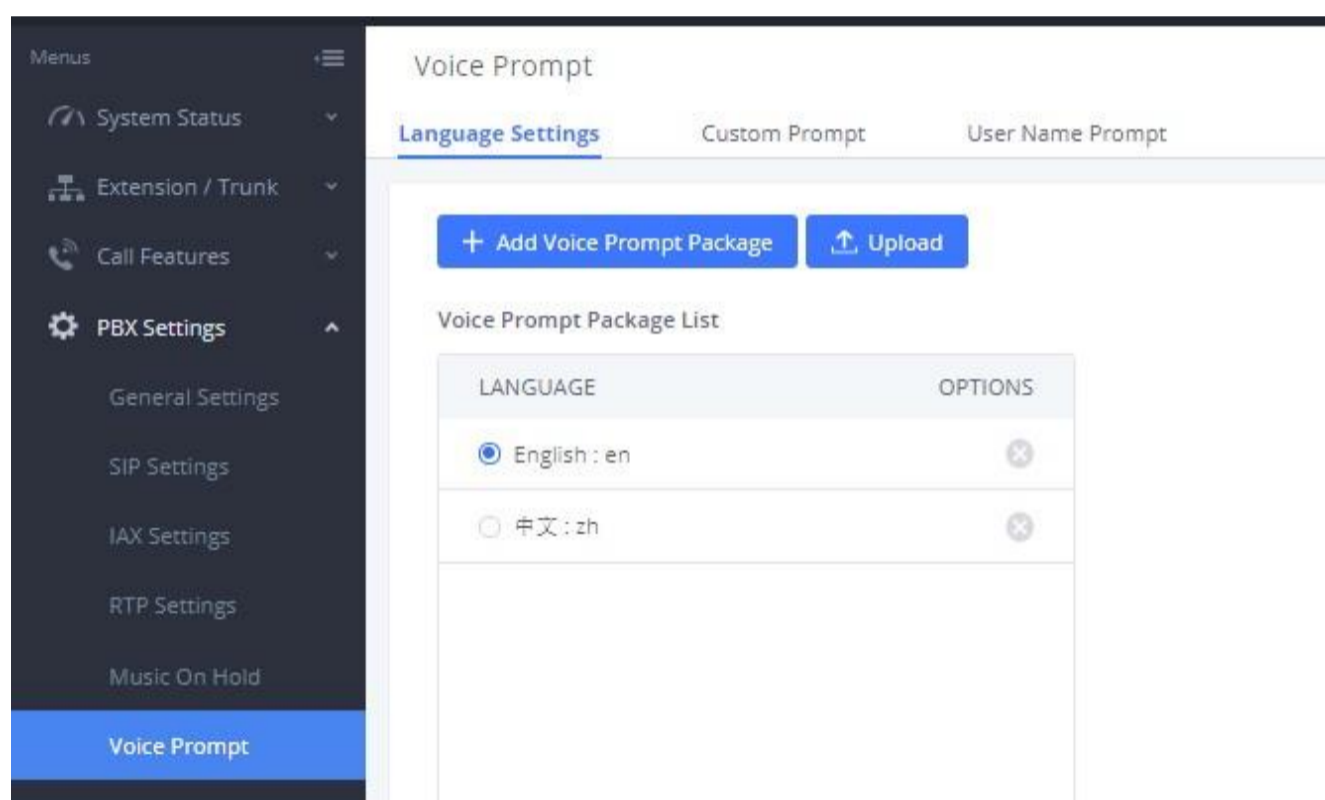 Menus
System Status
Extension / Trunk
Call Features
PBX Settings
General Settings
SIP Settings
IAX Settings
RTP Settings
Music On Hold
Voice Prompt
Voice Prompt
Language Settings Custom Prompt User Name Prompt
+ Add Voice Prompt Package Upload
Voice Prompt Package List
LANGUAGE OPTIONS
English : en
中文 : zh